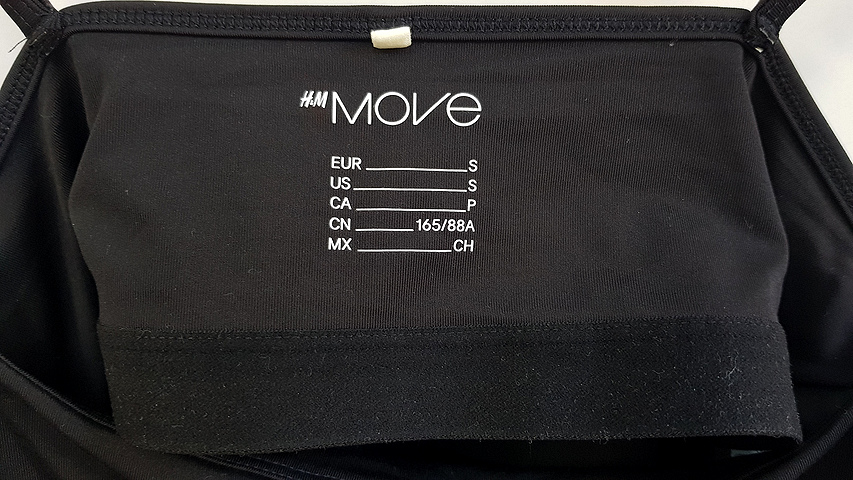 H&M MOVE
EUR S
US S
CA P
CN 165/88A
MX CH